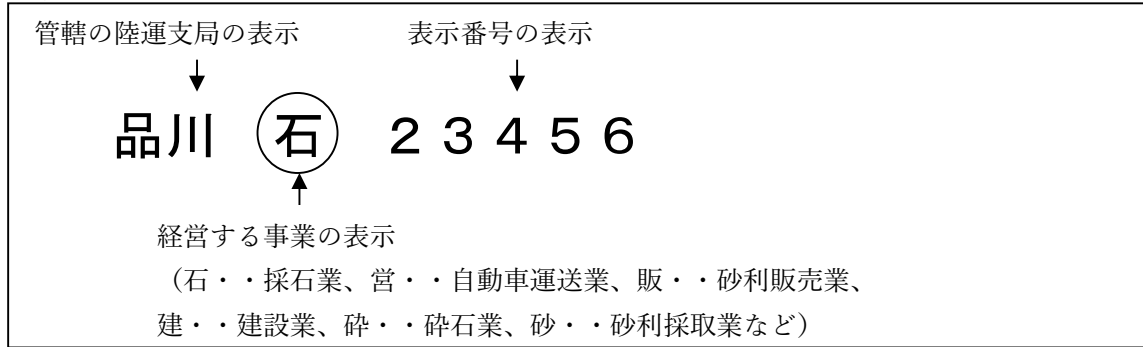 管轄の陸運支局の表示 表示番号の表示
品川 石 23456
経営する事業の表示
(石・・採石業、営・・自動車運送業、販・・砂利販売業、
建・・建設業、砕・・砕石業、砂・・砂利採取業など)